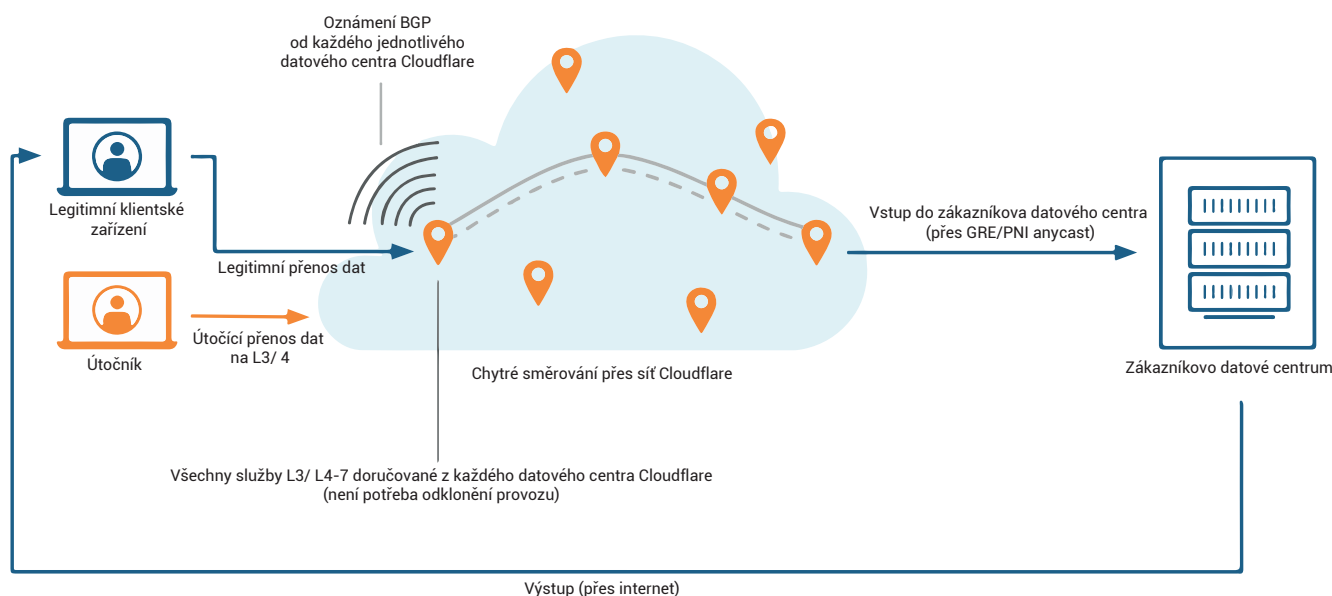 Oznámení BGP
od každého jednotlivého
datového centra Cloudflare
Legitimní klientské
zařízení
Legitimní přenos dat
Vstup do zákazníkova datového centra
(přes GRE/PNI anycast)
Útočník
Útočící přenos dat
na L3/ 4
Chytré směrování přes síť Cloudflare
Zákazníkovo datové centrum
Všechny služby L3/ L4-7 doručované z každého datového centra Cloudflare
(není potřeba odklonění provozu)
Výstup (přes internet)